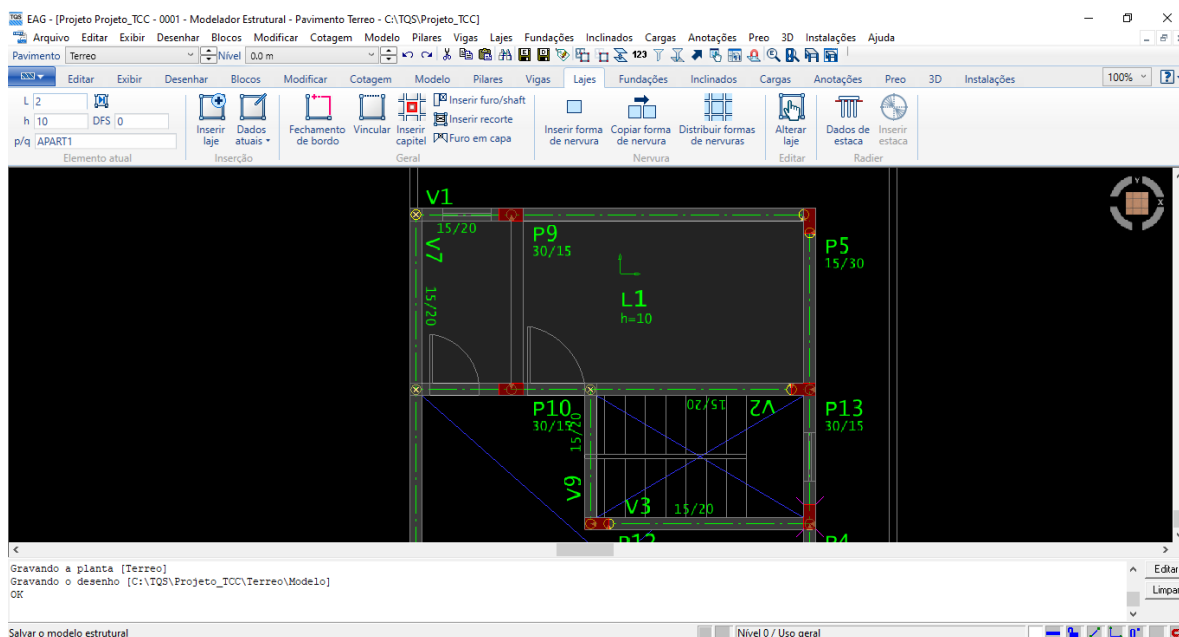 TQS EAG - [Projeto Projeto_TCC - 0001 - Modelador Estrutural - Pavimento Terreo - C:\TQS\Projeto_TCC]
Arquivo Editar Exibir Desenhar Blocos Modificar Cotagem Modelo Pilares Vigas Lajes Fundações Inclinados Cargas Anotações Preo 3D Instalações Ajuda
Pavimento Terreo Nível 0.0 m 123
Editar Exibir Desenhar Blocos Modificar Cotagem Modelo Pilares Vigas Lajes Fundações Inclinados Cargas Anotações Preo 3D Instalações 100% ?
L 2
h 10 DFS 0
p/q APART1
Elemento atual
Inserir laje
Dados atuais
Inserção
Fechamento de bordo
Vincular
Inserir capitel
Inserir furo/shaft
Inserir recorte
Furo em capa
Geral
Inserir forma de nervura
Copiar forma de nervura
Distribuir formas de nervuras
Nervura
Alterar laje
Editar
Dados de estaca
Inserir estaca
Radier
V1
15/20
V7
15/20
P9
30/15
P5
15/30
L1
h=10
P10
30/15
15/20
V2
15/20
P13
30/15
V9
V3 15/20
P12
P4
Y
X
Gravando a planta [Terreo]
Gravando o desenho [C:\TQS\Projeto_TCC\Terreo\Modelo]
OK
Editar
Limpar
Salvar o modelo estrutural
Nível 0 / Uso geral